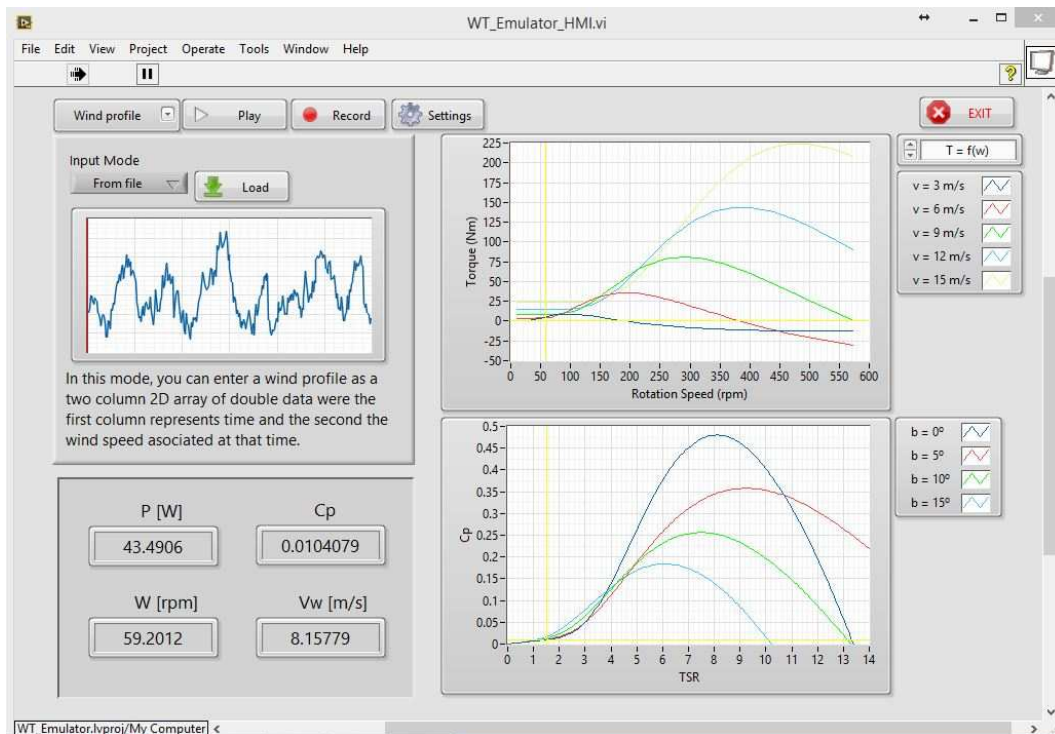 WT_Emulator_HMI.vi
File Edit View Project Operate Tools Window Help
Wind profile
Play
Record
Settings
EXIT
Input Mode
From file
Load
In this mode, you can enter a wind profile as a
two column 2D array of double data were the
first column represents time and the second the
wind speed asociated at that time.
P [W]
Cp
43.4906
0.0104079
W [rpm]
Vw [m/s]
59.2012
8.15779
T = f(w)
225
200
175
150
125
100
75
50
25
0
-25
-50
Torque (Nm)
0 50 100 150 200 250 300 350 400 450 500 550 600
Rotation Speed (rpm)
v = 3 m/s
v = 6 m/s
v = 9 m/s
v = 12 m/s
v = 15 m/s
0.5
0.45
0.4
0.35
0.3
0.25
0.2
0.15
0.1
0.05
0
Cp
0 1 2 3 4 5 6 7 8 9 10 11 12 13 14
TSR
b = 0º
b = 5º
b = 10º
b = 15º
WT_Emulator.lvproj/My Computer